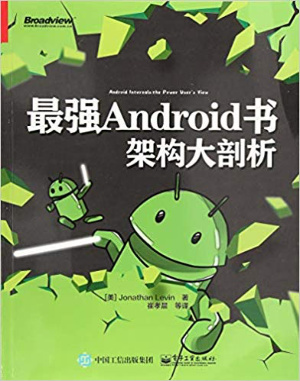 Broadview
Android Internals: the Power User's View
最强Android书
架构大剖析
[美] Jonathan Levin 著
崔孝晨 等译
中国工信出版集团
电子工业出版社